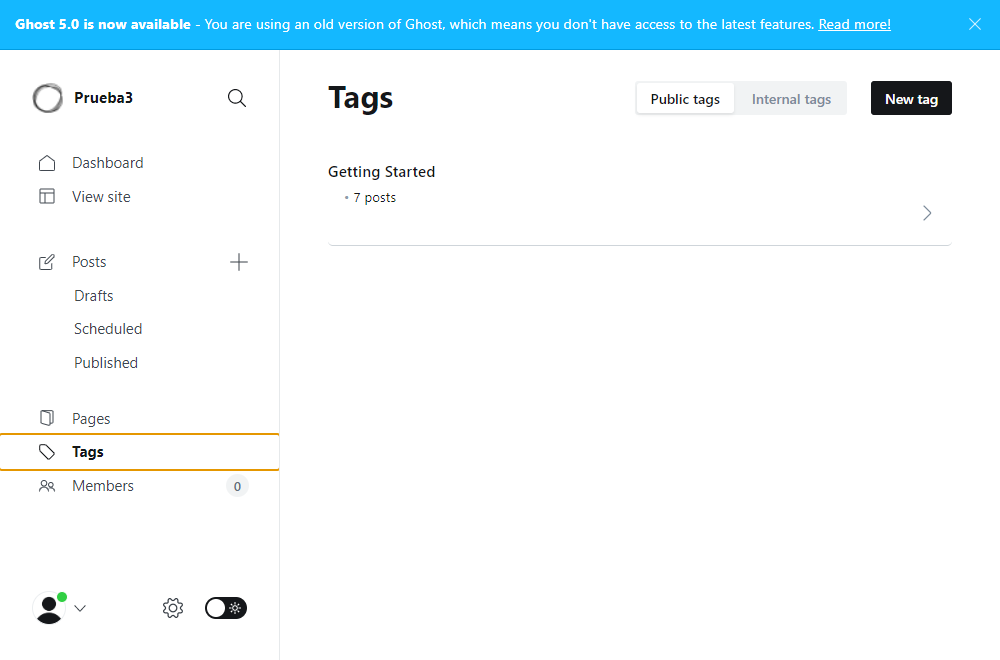 Ghost 5.0 is now available - You are using an old version of Ghost, which means you don't have access to the latest features. Read more!
Prueba3
Dashboard
View site
Posts
Drafts
Scheduled
Published
Pages
Tags
Members 0
Tags
Public tags
Internal tags
New tag
Getting Started
• 7 posts